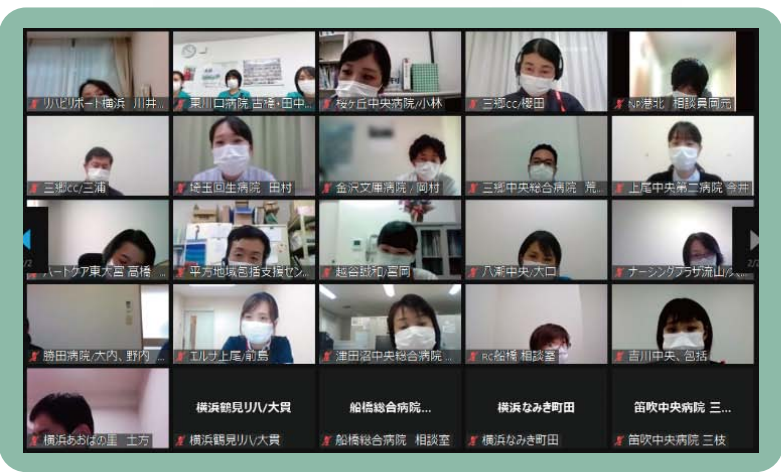 リハビリポート横浜 川井...
東川口病院 古橋・田中...
桜ケ丘中央病院/小林
三郷cc/櫻田
NP港北 相談員岡元
三郷cc/三浦
埼玉回生病院 田村
金沢文庫病院 / 岡村
三郷中央総合病院 荒...
上尾中央第二病院 今井
ハートケア東大宮 高橋 ...
平方地域包括支援セン...
越谷誠和/宮岡
八潮中央/大口
ナーシングプラザ流山/
2/2
2/2
勝田病院/大内、野内 ...
エルサ上尾/前島
津田沼中央総合病院 ...
RC船橋 相談室
吉川中央、包括
横浜あおばの里 土方
横浜鶴見リハ/大貫
横浜鶴見リハ/大貫
船橋総合病院...
船橋総合病院 相談室
横浜なみき町田
横浜なみき町田
笛吹中央病院 三...
笛吹中央病院 三枝